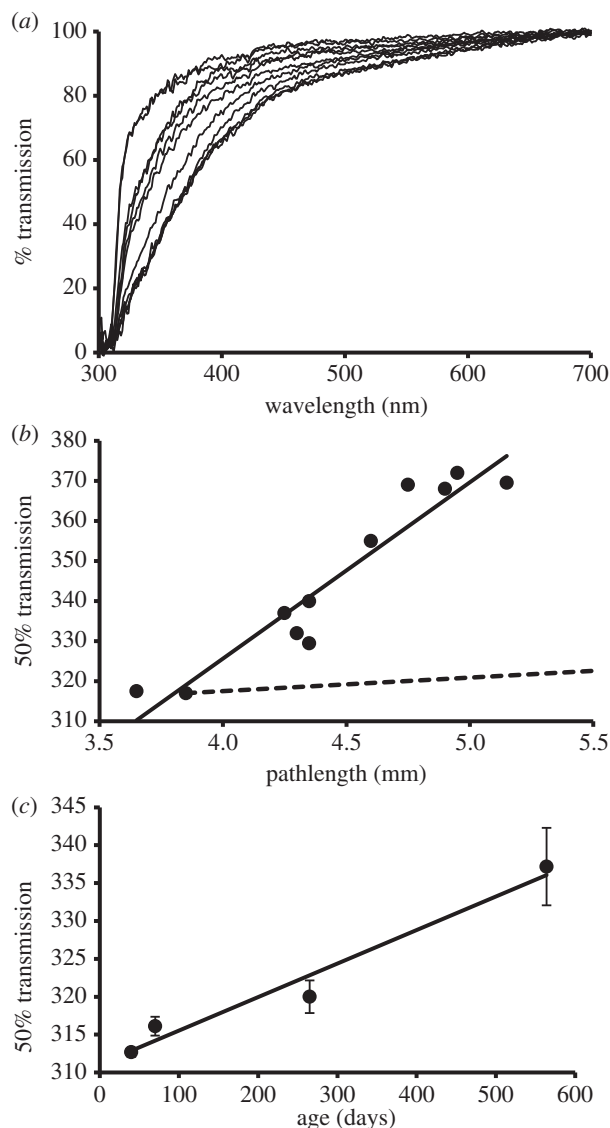 (a)
100
80
60
40
20
0
% transmission
300 400 500 600 700
wavelength (nm)
(b)
380
370
360
350
340
330
320
310
50% transmission
3.5 4.0 4.5 5.0 5.5
pathlength (mm)
(c)
345
340
335
330
325
320
315
310
50% transmission
0 100 200 300 400 500 600
age (days)